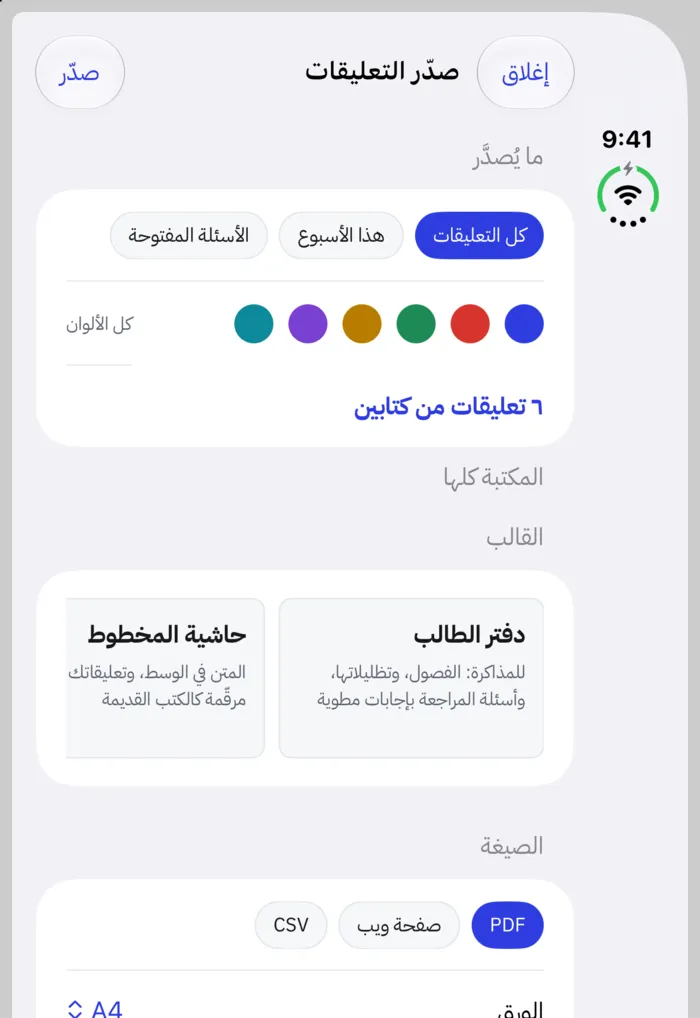 إغلاق
صدّر التعليقات
صدّر
9:41
ما يُصدَّر
كل التعليقات
هذا الأسبوع
الأسئلة المفتوحة
كل الألوان
٦ تعليقات من كتابين
المكتبة كلها
القالب
دفتر الطالب
للمذاكرة: الفصول، وتظليلاتها،
وأسئلة المراجعة بإجابات مطوية
حاشية المخطوط
المتن في الوسط، وتعليقاتك
مرقّمة كالكتب القديمة
الصيغة
PDF
صفحة ويب
CSV
الورق
A4